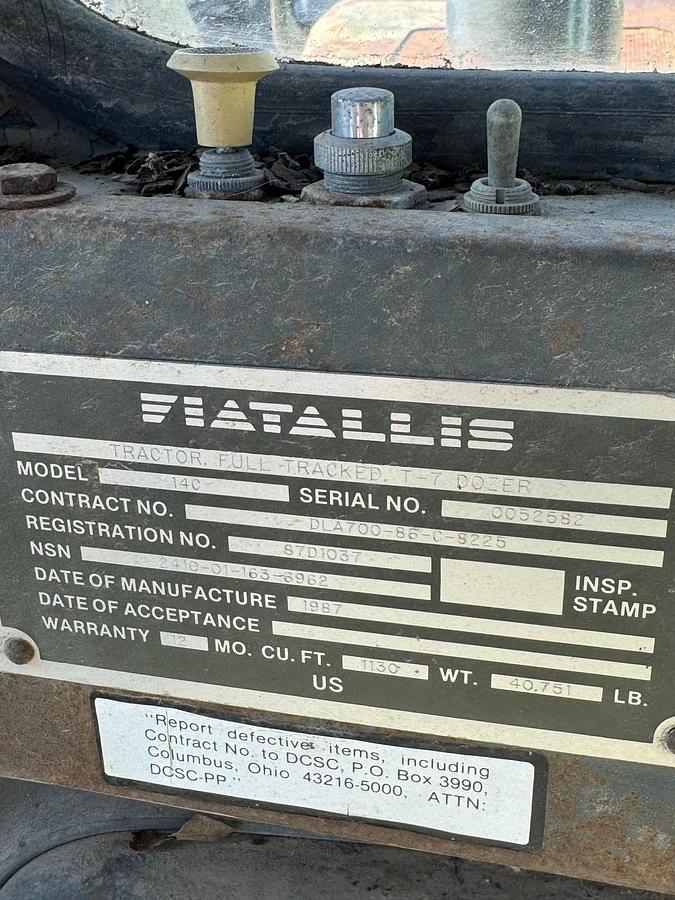 FIATALLIS
TRACTOR, FULL TRACKED, T-7 DOZER
MODEL 14C SERIAL NO. 0052582
CONTRACT NO. DLA700-86-C-8225
REGISTRATION NO. 87D1037
NSN 2410-01-163-6962
INSP. STAMP
DATE OF MANUFACTURE 1987
DATE OF ACCEPTANCE
WARRANTY 12 MO. CU. FT. 1130 WT. 40,751 LB.
US
"Report defective items, including
Contract No. to DCSC, P.O. Box 3990,
Columbus, Ohio 43216-5000, ATTN:
DCSC-PP."